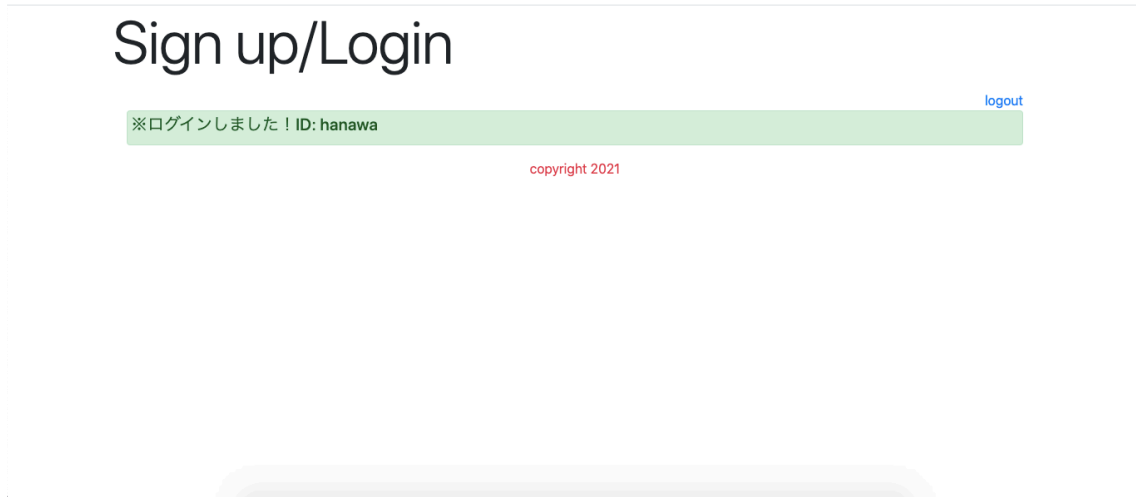 Sign up/Login
logout
※ログインしました！ID: hanawa
copyright 2021